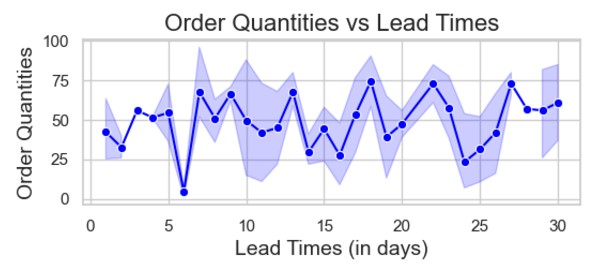 Order Quantities vs Lead Times
Order Quantities
100
75
50
25
0
0 5 10 15 20 25 30
Lead Times (in days)